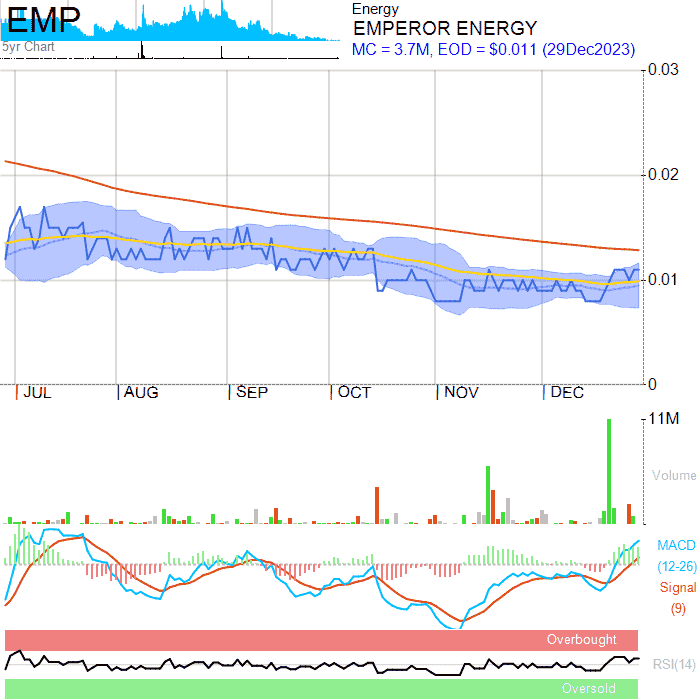 EMP
5yr Chart
Energy
EMPEROR ENERGY
MC = 3.7M, EOD = $0.011 (29Dec2023)
0.03
0.02
0.01
0
JUL AUG SEP OCT NOV DEC
11M
Volume
MACD
(12-26)
Signal
(9)
Overbought
RSI(14)
Oversold